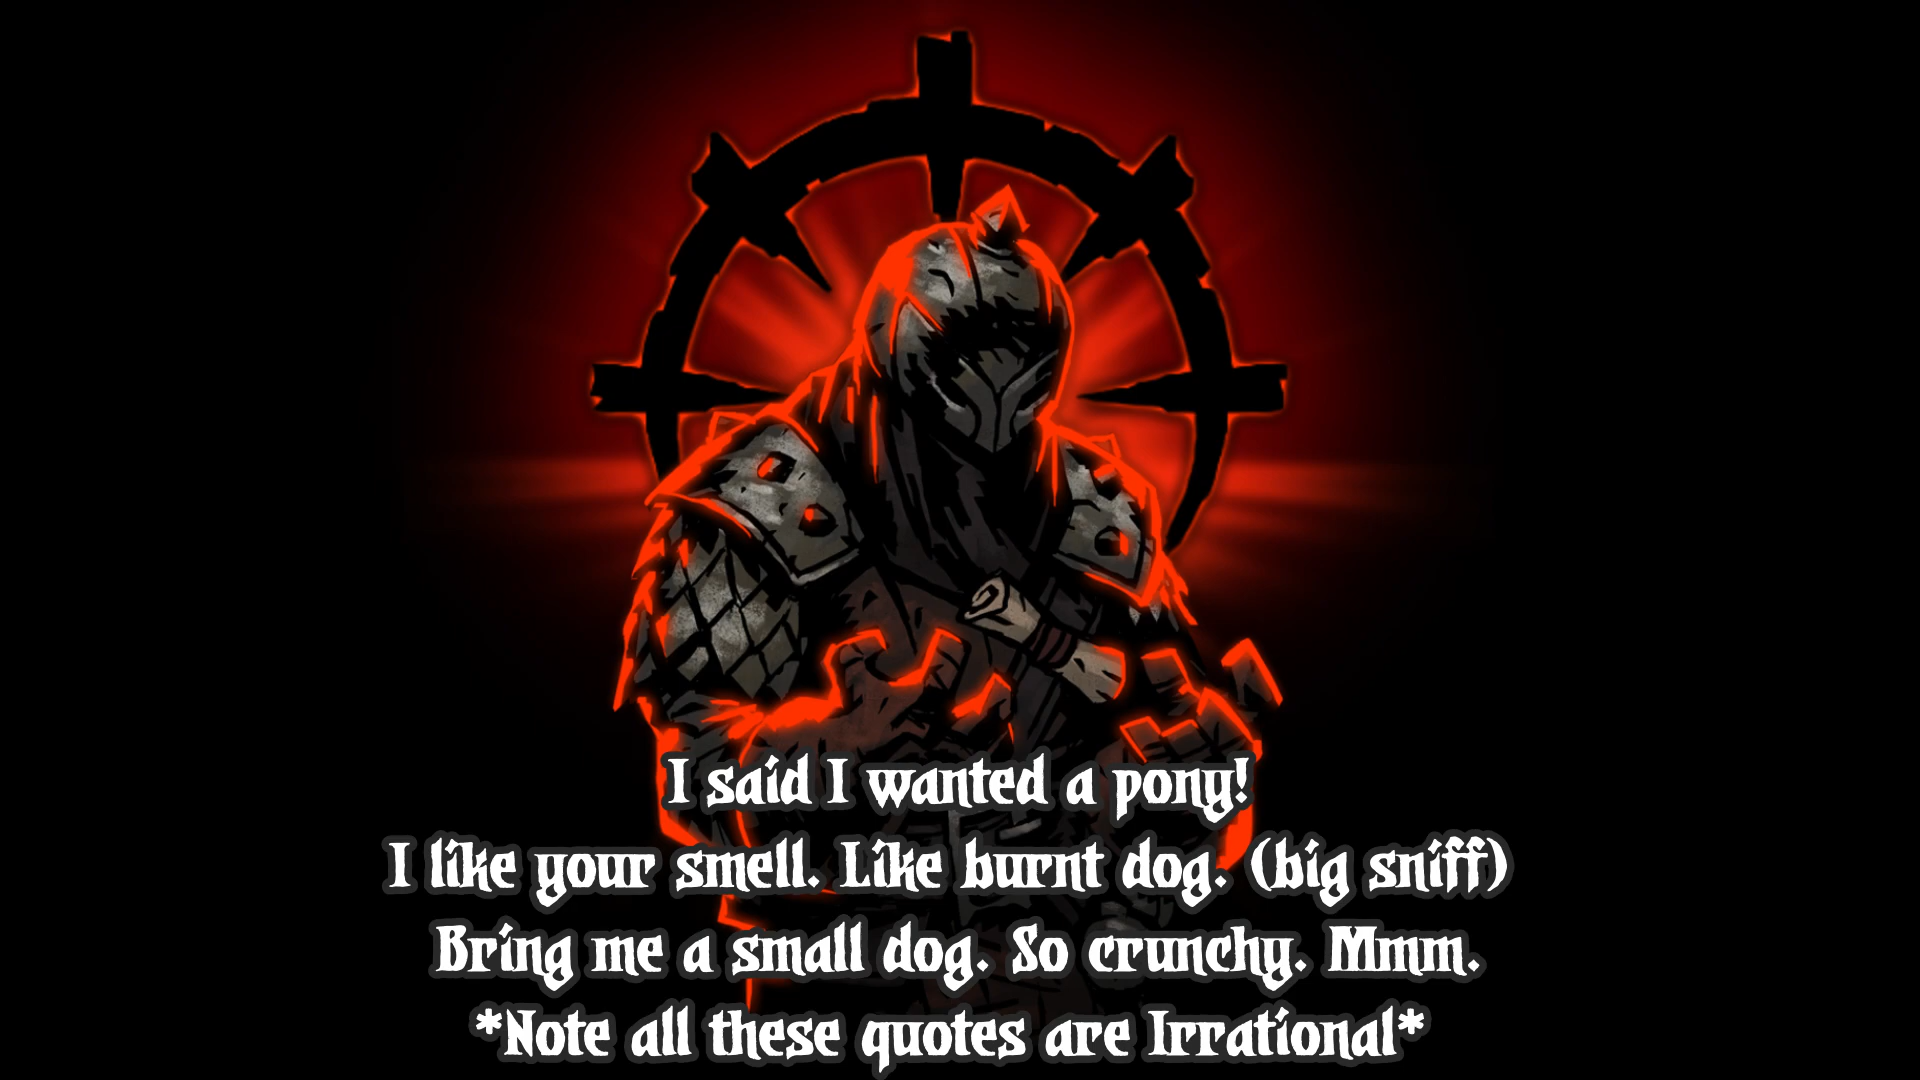 I said I wanted a pony!
I like your smell. Like burnt dog. (big sniff)
Bring me a small dog. So crunchy. Mmm.
*Note all these quotes are Irrational*